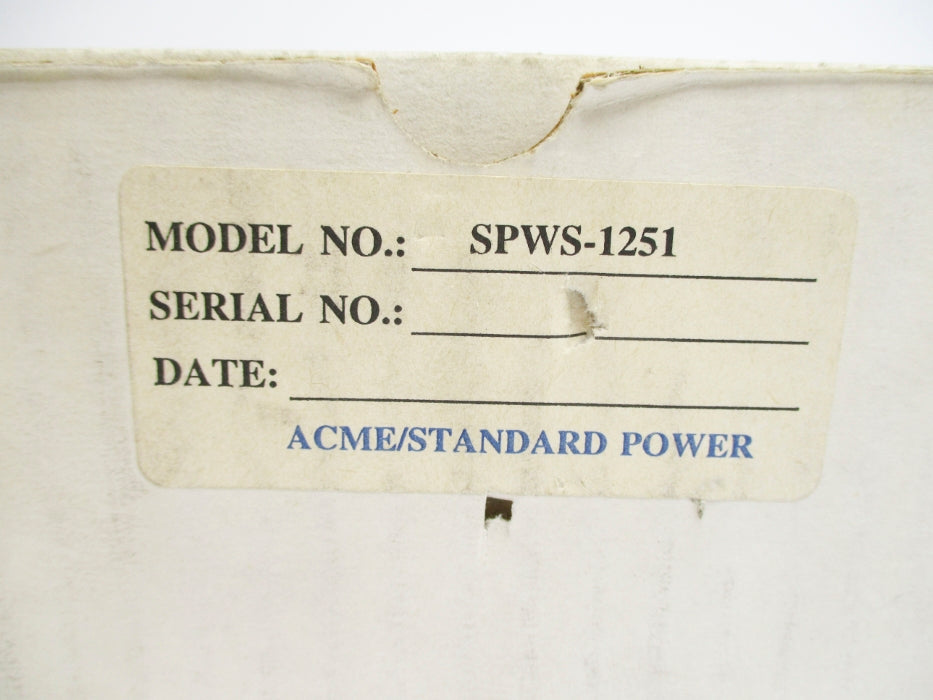 MODEL NO.: SPWS-1251
SERIAL NO.:
DATE:
ACME/STANDARD POWER